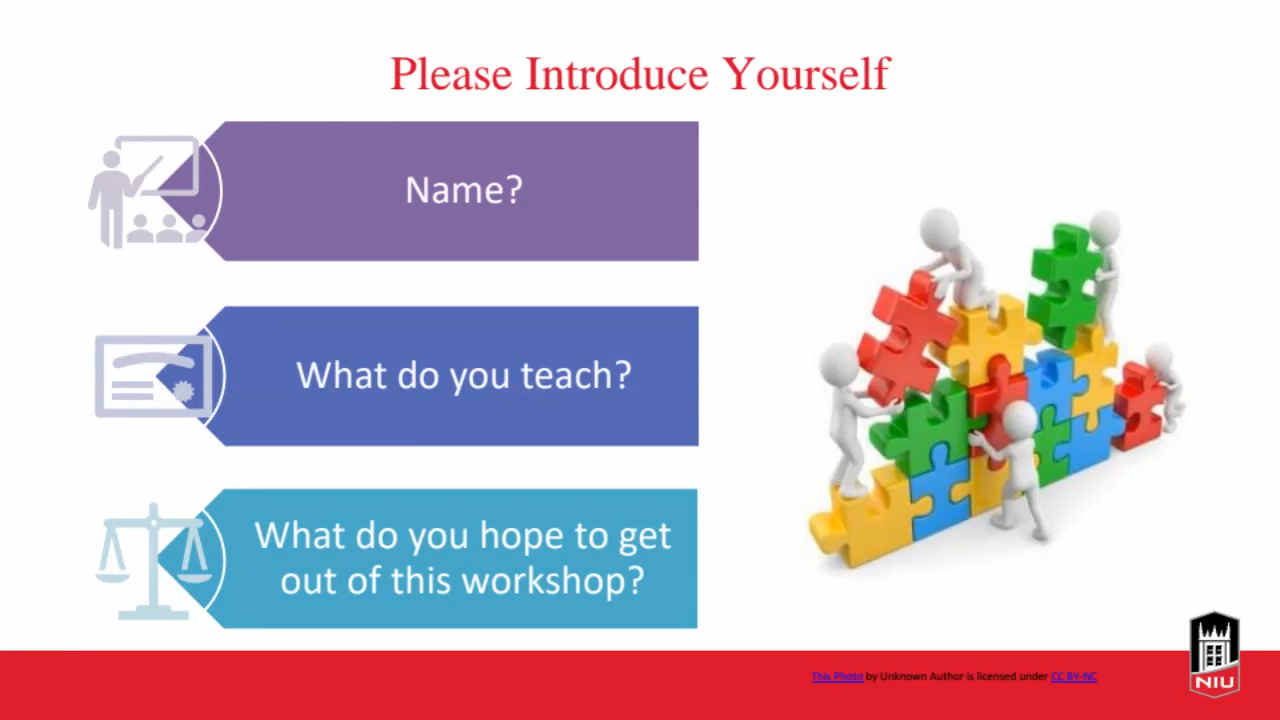 Please Introduce Yourself
Name?
What do you teach?
What do you hope to get
out of this workshop?
This Photo by Unknown Author is licensed under CC BY-NC
NIU